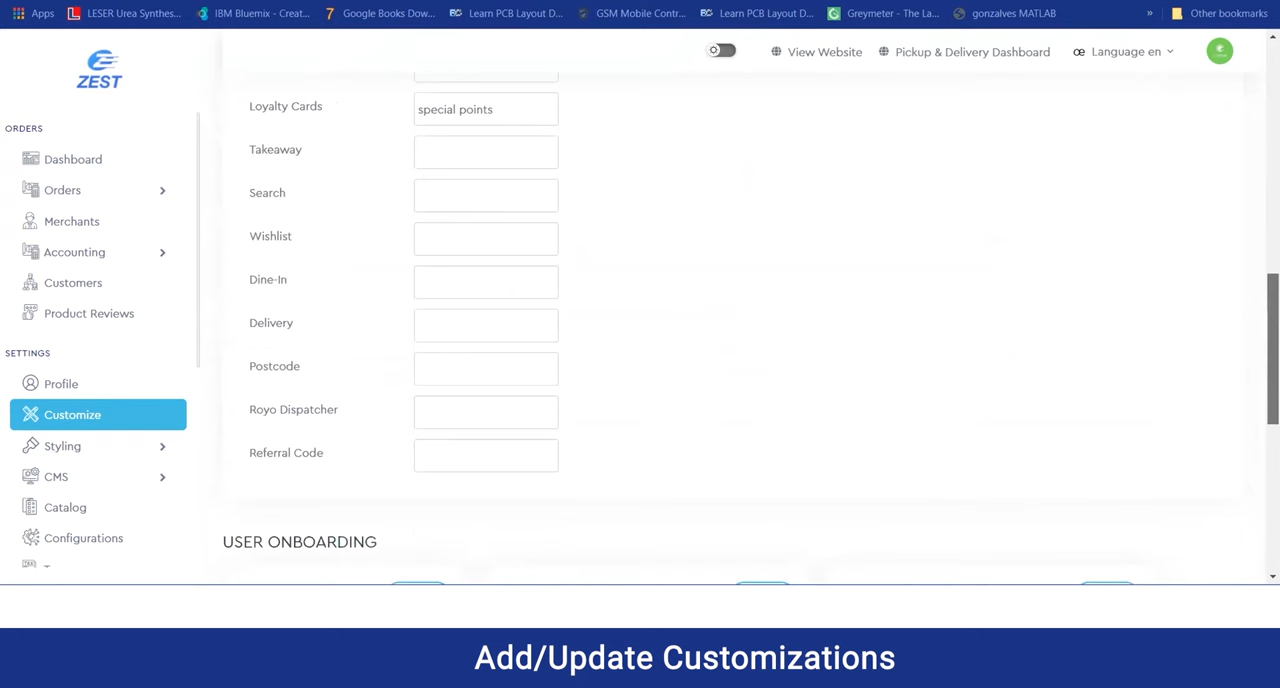 Apps LESER Urea Synthes... IBM Bluemix - Creat... Google Books Dow... Learn PCB Layout D... GSM Mobile Contr... Learn PCB Layout D... Greymeter - The La... gonzalves MATLAB » Other bookmarks
ZEST
View Website Pickup & Delivery Dashboard Language en
ORDERS
Dashboard
Orders
Merchants
Accounting
Customers
Product Reviews
SETTINGS
Profile
Customize
Styling
CMS
Catalog
Configurations
Loyalty Cards special points
Takeaway
Search
Wishlist
Dine-In
Delivery
Postcode
Royo Dispatcher
Referral Code
USER ONBOARDING
Add/Update Customizations